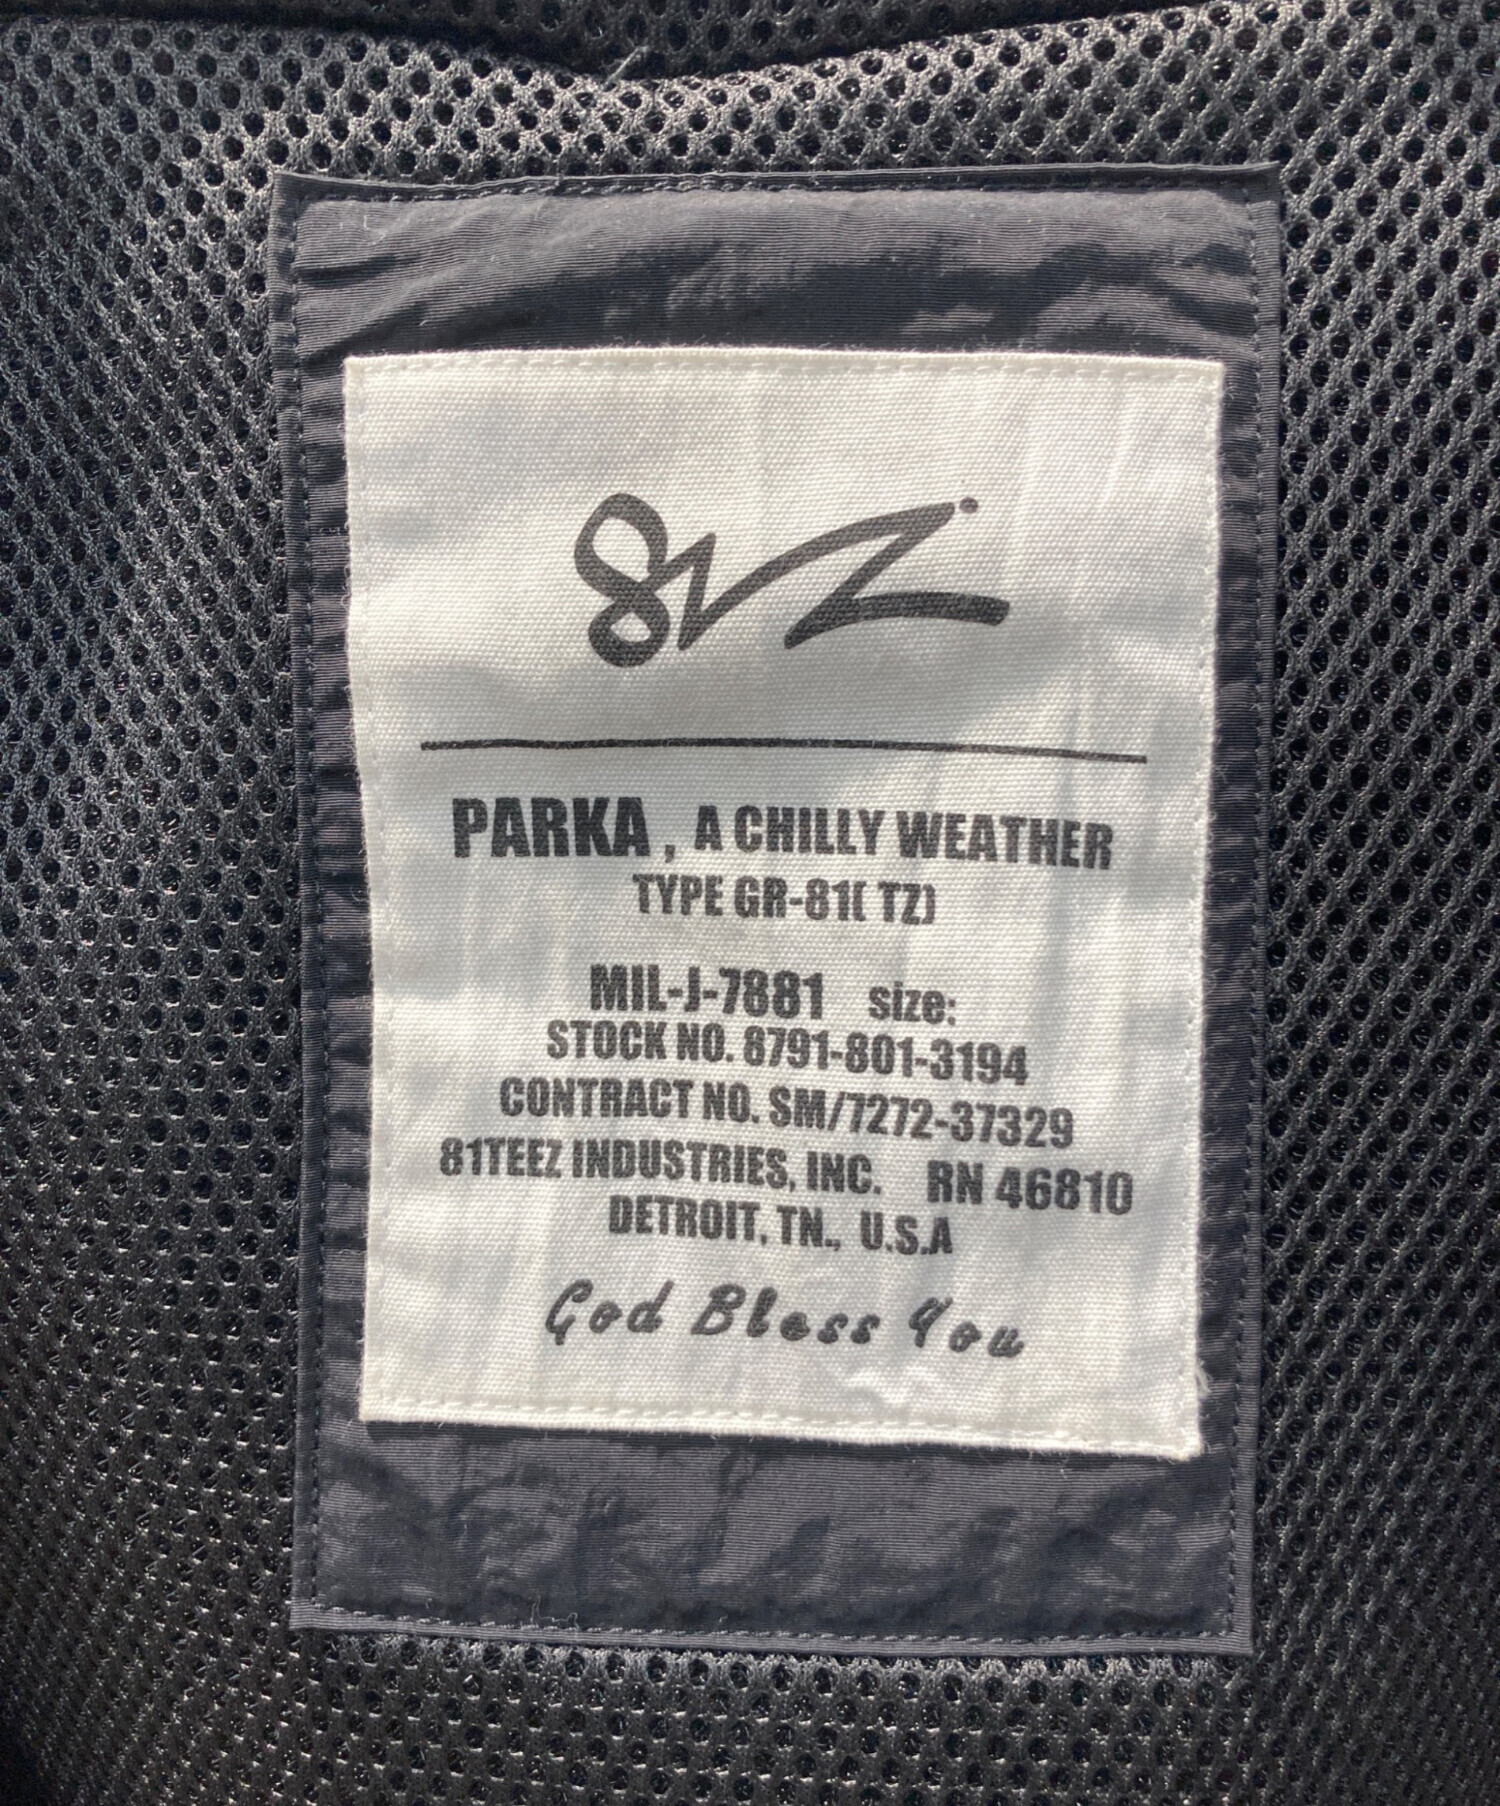 81Z
PARKA, A CHILLY WEATHER
TYPE GR-81( TZ)
MIL-J-7881 size:
STOCK NO. 8791-801-3194
CONTRACT NO. SM/7272-37329
81TEEZ INDUSTRIES, INC. RN 46810
DETROIT, TN., U.S.A
God Bless You